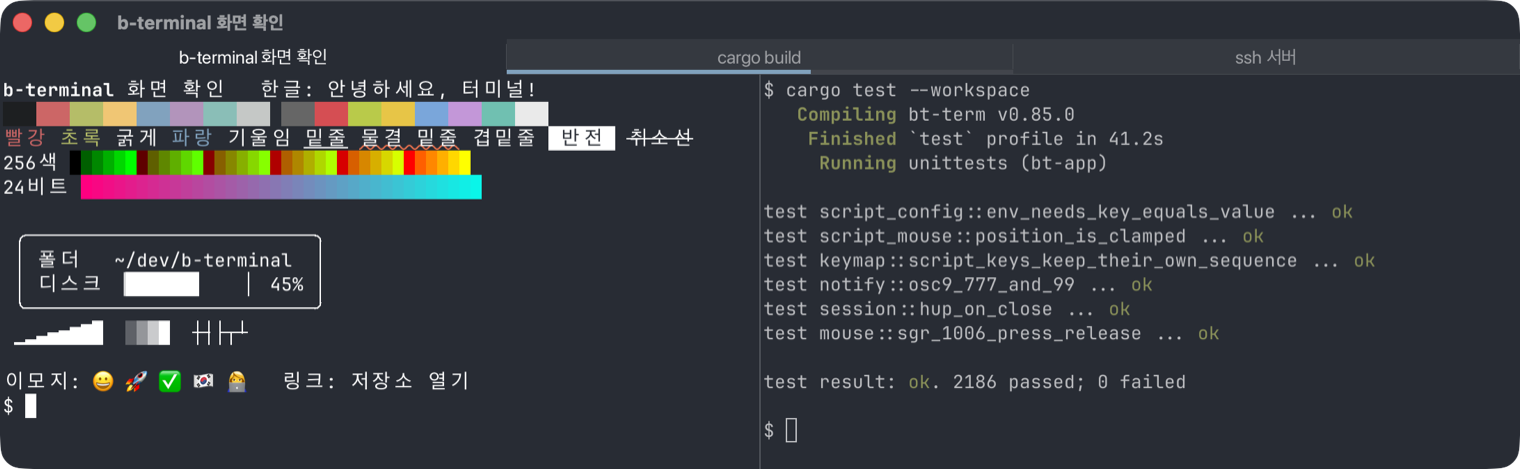 b-terminal 화면 확인
b-terminal 화면 확인
cargo build
ssh 서버
b-terminal 화면 확인 한글: 안녕하세요, 터미널!
빨강 초록 굵게 파랑 기울임 밑줄 물결 밑줄 겹밑줄 반전 취소선
256색
24비트
폴더 ~/dev/b-terminal
디스크 45%
이모지: 😀 🚀 ✅ 🇰🇷 링크: 저장소 열기
$
$ cargo test --workspace
Compiling bt-term v0.85.0
Finished `test` profile in 41.2s
Running unittests (bt-app)
test script_config::env_needs_key_equals_value ... ok
test script_mouse::position_is_clamped ... ok
test keymap::script_keys_keep_their_own_sequence ... ok
test notify::osc9_777_and_99 ... ok
test session::hup_on_close ... ok
test mouse::sgr_1006_press_release ... ok
test result: ok. 2186 passed; 0 failed
$